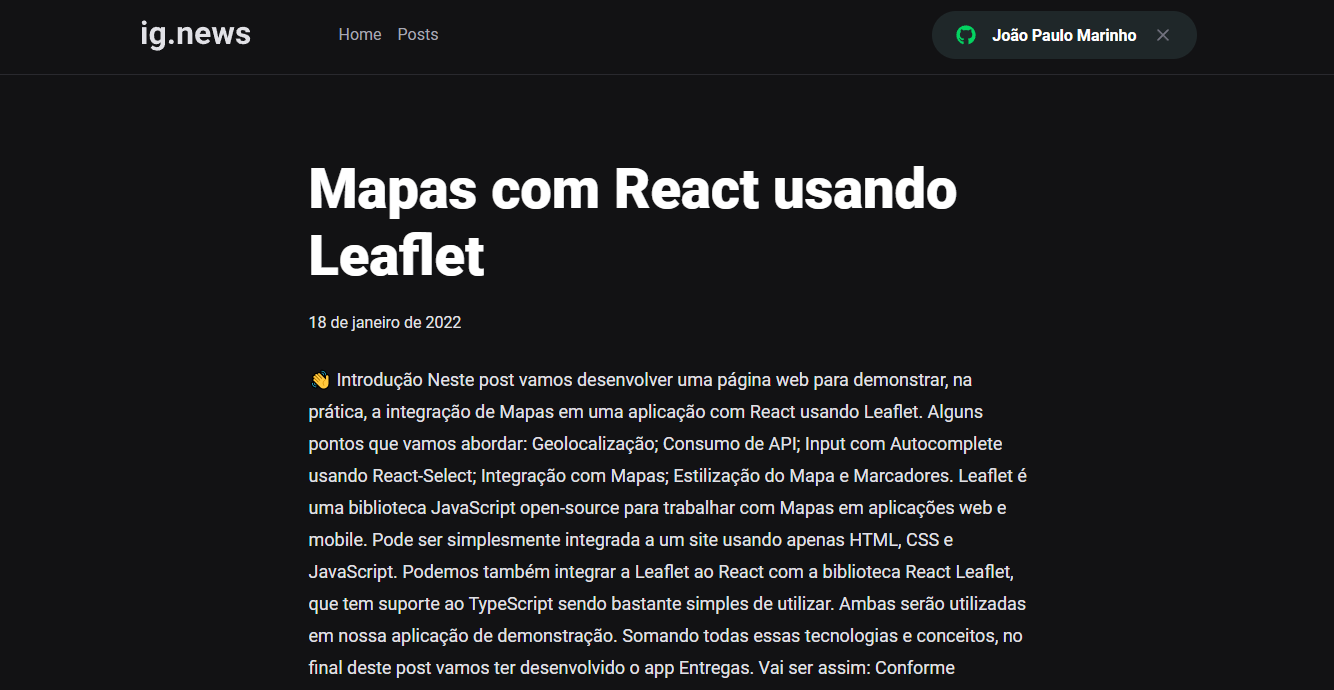 ig.news
Home
Posts
João Paulo Marinho
Mapas com React usando
Leaflet
18 de janeiro de 2022
👋 Introdução Neste post vamos desenvolver uma página web para demonstrar, na
prática, a integração de Mapas em uma aplicação com React usando Leaflet. Alguns
pontos que vamos abordar: Geolocalização; Consumo de API; Input com Autocomplete
usando React-Select; Integração com Mapas; Estilização do Mapa e Marcadores. Leaflet é
uma biblioteca JavaScript open-source para trabalhar com Mapas em aplicações web e
mobile. Pode ser simplesmente integrada a um site usando apenas HTML, CSS e
JavaScript. Podemos também integrar a Leaflet ao React com a biblioteca React Leaflet,
que tem suporte ao TypeScript sendo bastante simples de utilizar. Ambas serão utilizadas
em nossa aplicação de demonstração. Somando todas essas tecnologias e conceitos, no
final deste post vamos ter desenvolvido o app Entregas. Vai ser assim: Conforme